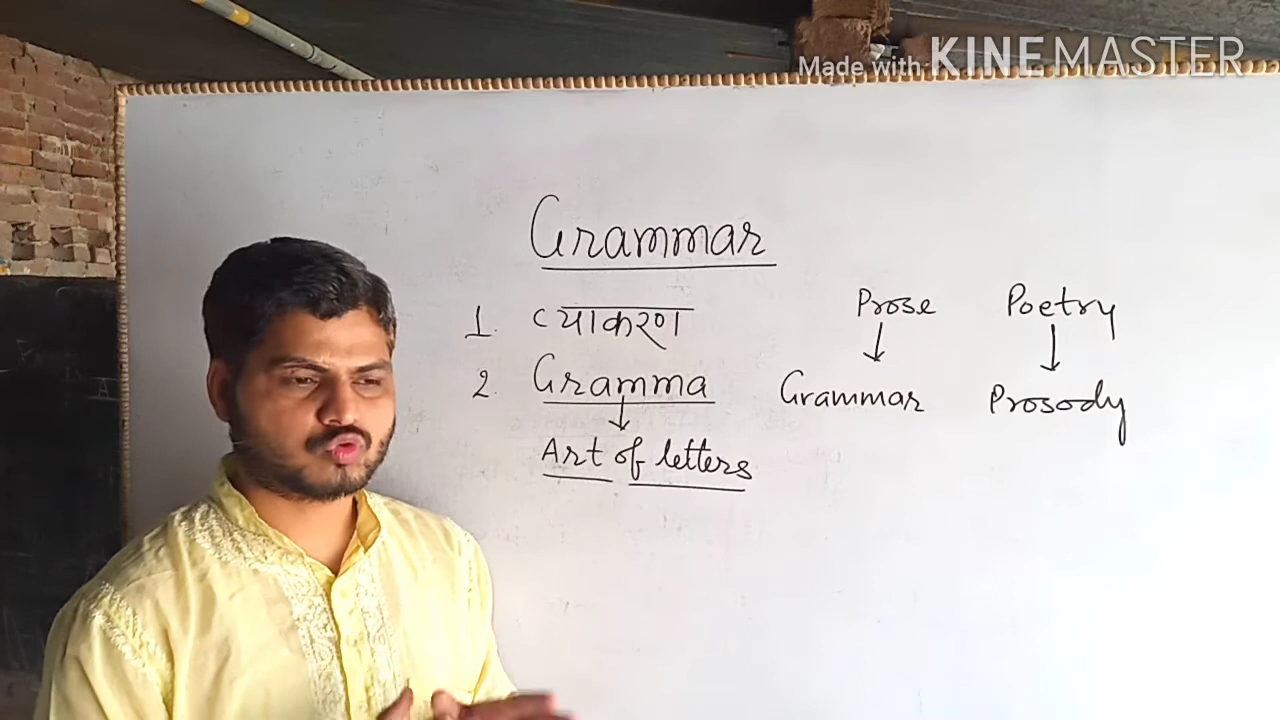 Made with KINEMASTER
Grammar
1. व्याकरण
2. Gramma
↓
Art of letters
Prose Poetry
↓ ↓
Grammar Prosody